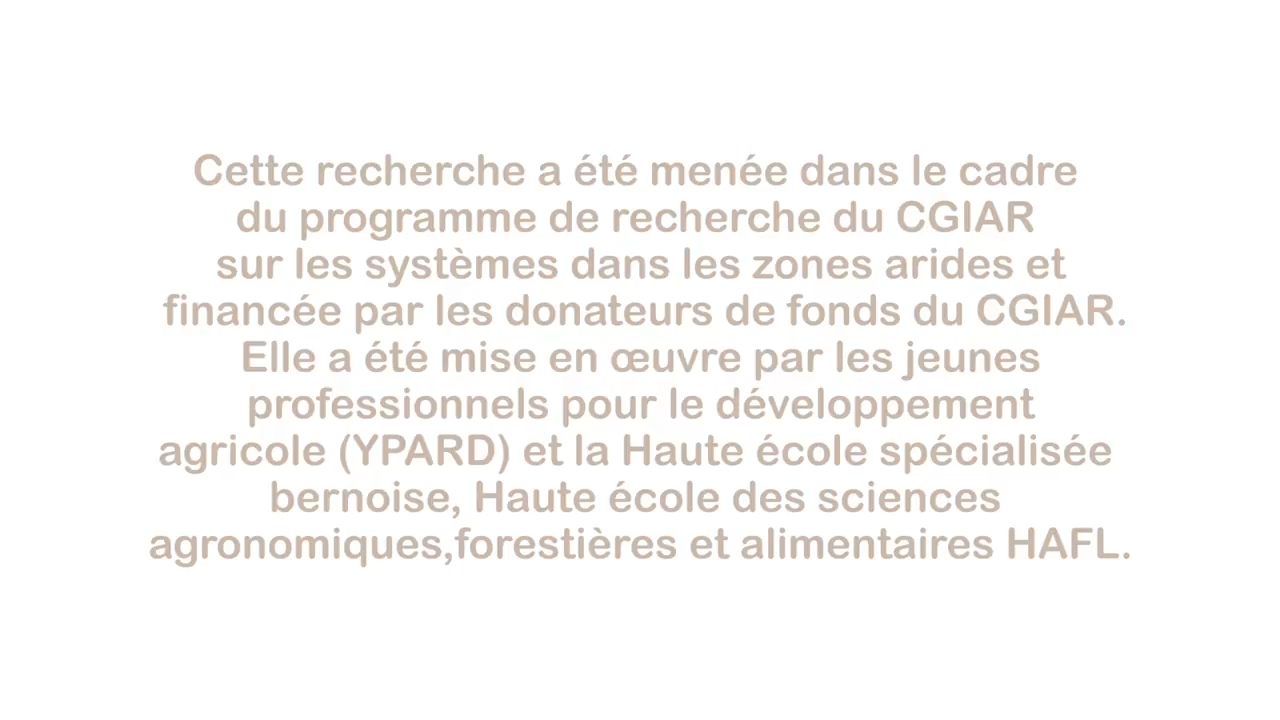 Cette recherche a été menée dans le cadre
du programme de recherche du CGIAR
sur les systèmes dans les zones arides et
financée par les donateurs de fonds du CGIAR.
Elle a été mise en œuvre par les jeunes
professionnels pour le développement
agricole (YPARD) et la Haute école spécialisée
bernoise, Haute école des sciences
agronomiques,forestières et alimentaires HAFL.